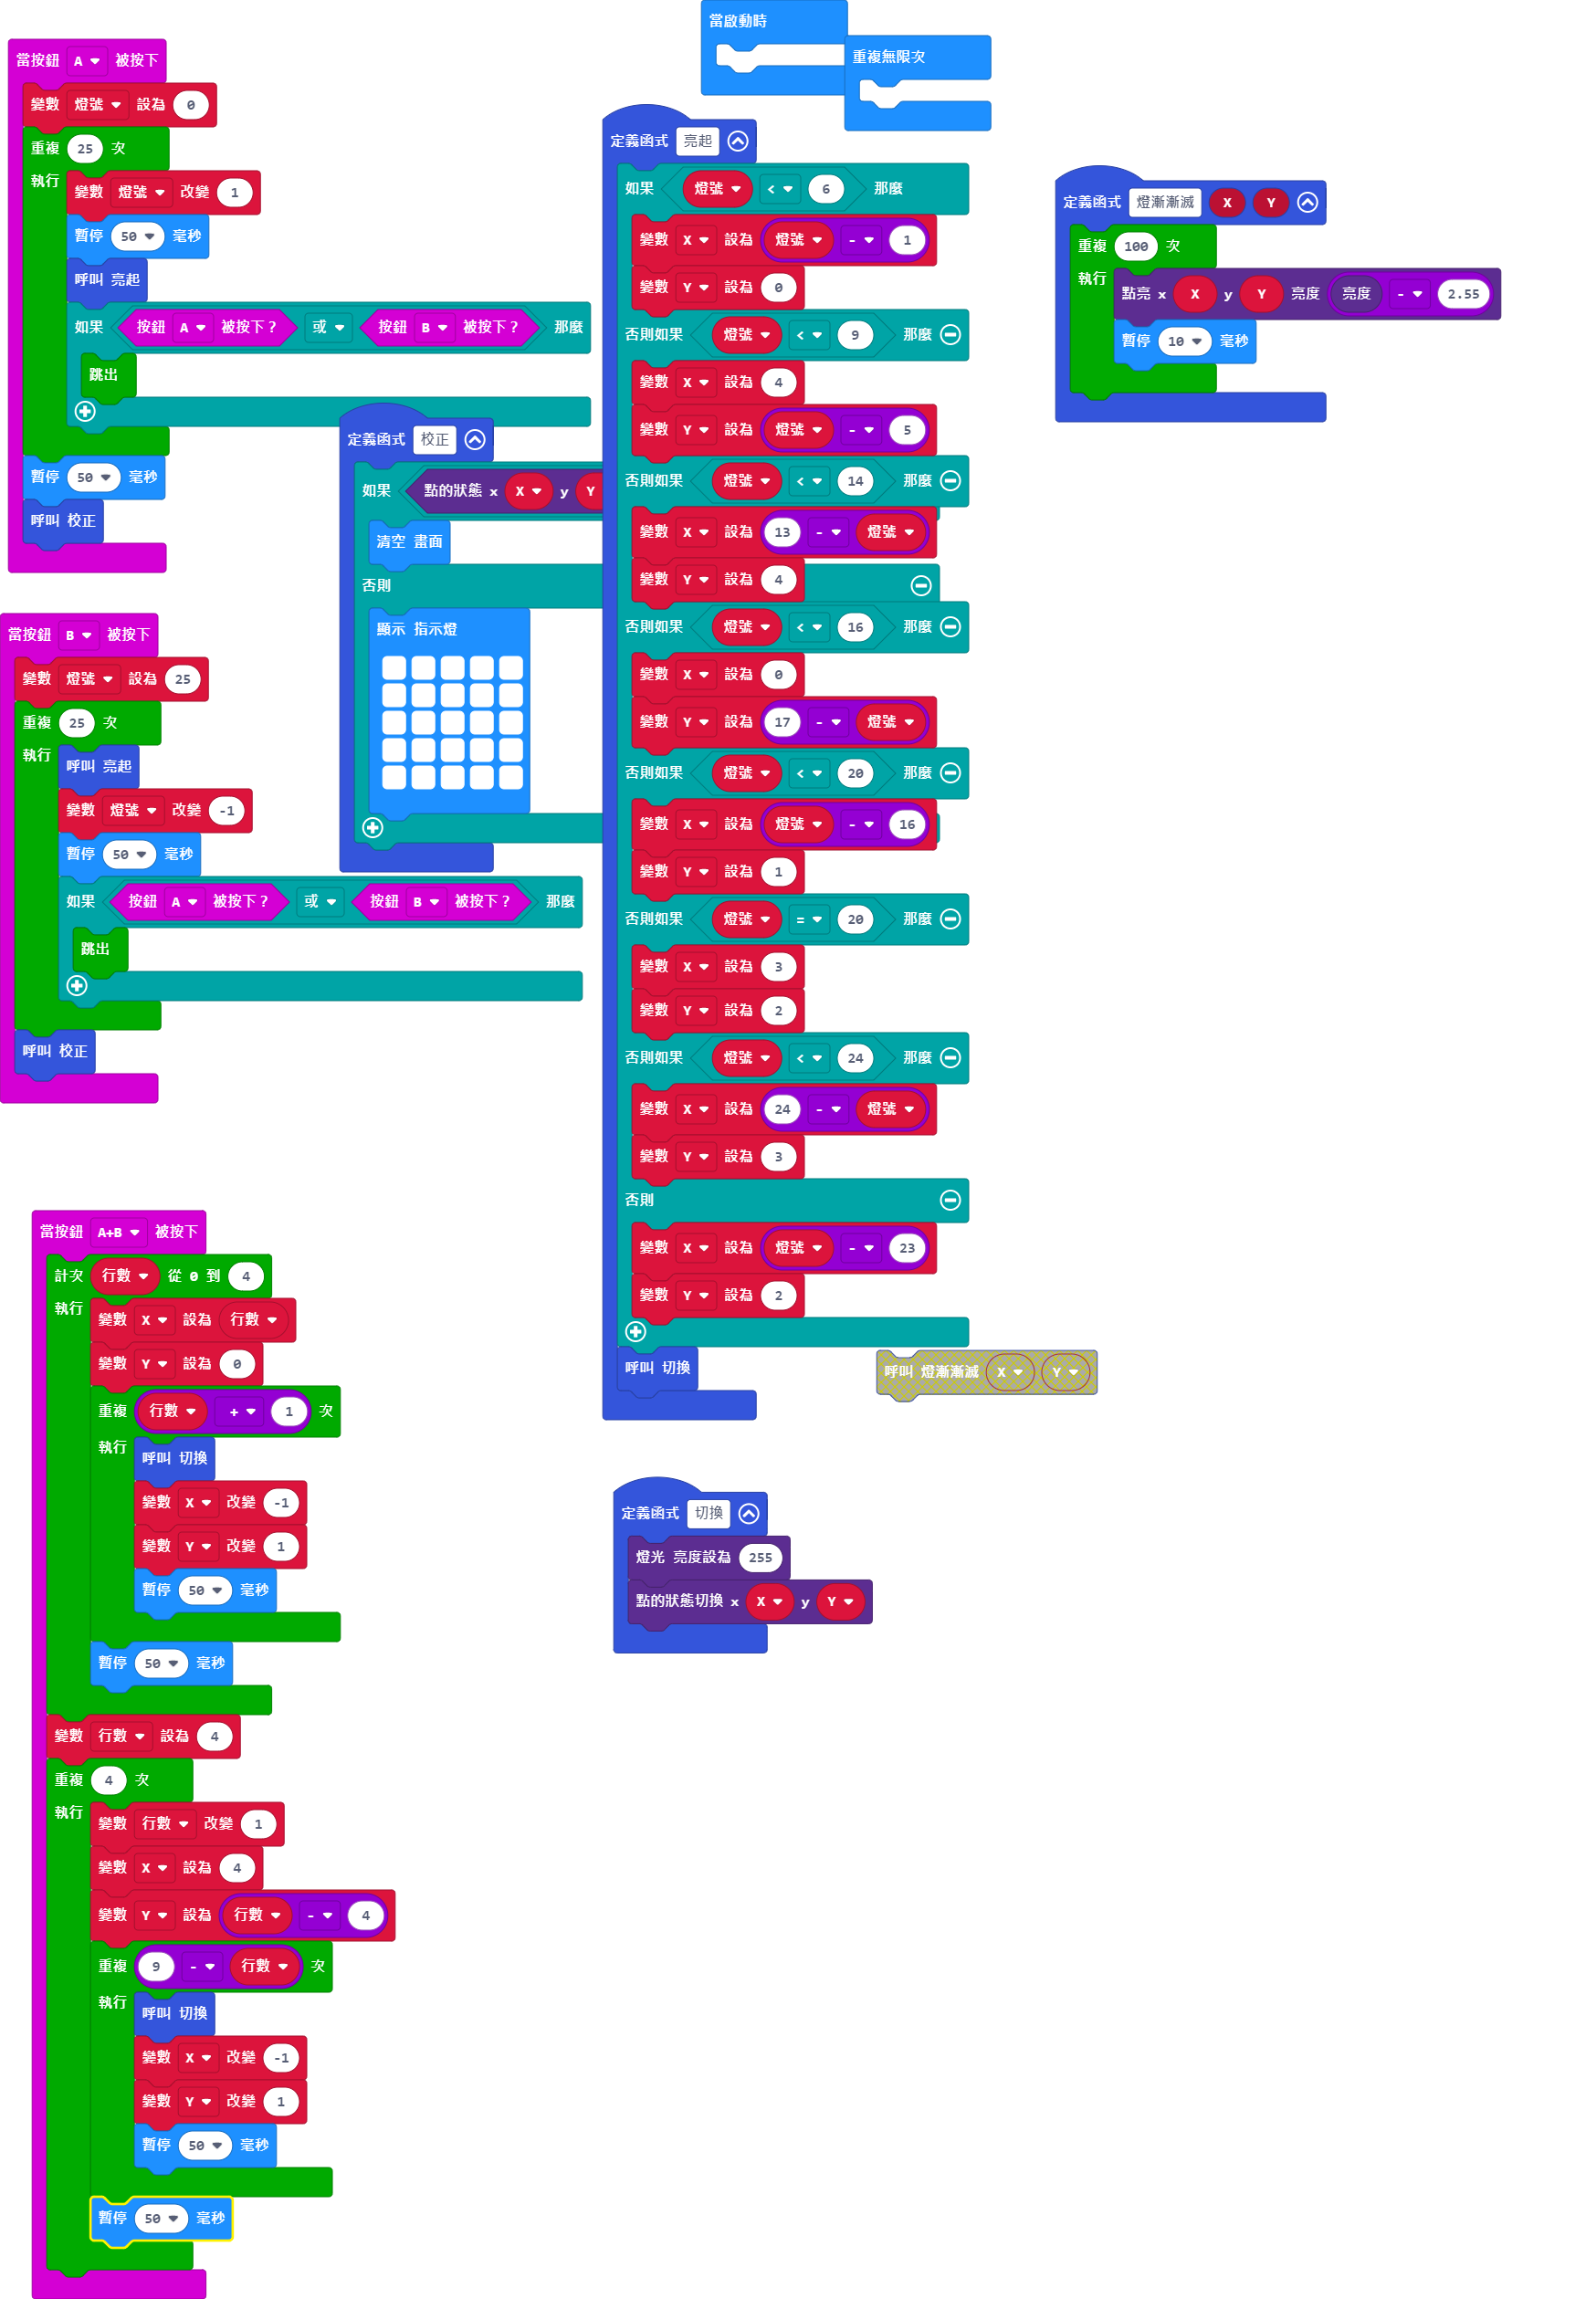 當按鈕 A 被按下
變數 燈號 設為 0
重複 25 次
執行
變數 燈號 改變 1
暫停 50 毫秒
呼叫 亮起
如果 按鈕 A 被按下？ 或 按鈕 B 被按下？ 那麼
跳出
暫停 50 毫秒
呼叫 校正
當按鈕 B 被按下
變數 燈號 設為 25
重複 25 次
執行
呼叫 亮起
變數 燈號 改變 -1
暫停 50 毫秒
如果 按鈕 A 被按下？ 或 按鈕 B 被按下？ 那麼
跳出
呼叫 校正
當按鈕 A+B 被按下
計次 行數 從 0 到 4
執行
變數 X 設為 行數
變數 Y 設為 0
重複 行數 + 1 次
執行
呼叫 切換
變數 X 改變 -1
變數 Y 改變 1
暫停 50 毫秒
暫停 50 毫秒
變數 行數 設為 4
重複 4 次
執行
變數 行數 改變 1
變數 X 設為 4
變數 Y 設為 行數 - 4
重複 9 - 行數 次
執行
呼叫 切換
變數 X 改變 -1
變數 Y 改變 1
暫停 50 毫秒
暫停 50 毫秒
定義函式 校正
如果 點的狀態 x X y Y
清空 畫面
否則
顯示 指示燈
當啟動時
重複無限次
定義函式 亮起
如果 燈號 < 6 那麼
變數 X 設為 燈號 - 1
變數 Y 設為 0
否則如果 燈號 < 9 那麼
變數 X 設為 4
變數 Y 設為 燈號 - 5
否則如果 燈號 < 14 那麼
變數 X 設為 13 - 燈號
變數 Y 設為 4
否則如果 燈號 < 16 那麼
變數 X 設為 0
變數 Y 設為 17 - 燈號
否則如果 燈號 < 20 那麼
變數 X 設為 燈號 - 16
變數 Y 設為 1
否則如果 燈號 = 20 那麼
變數 X 設為 3
變數 Y 設為 2
否則如果 燈號 < 24 那麼
變數 X 設為 24 - 燈號
變數 Y 設為 3
否則
變數 X 設為 燈號 - 23
變數 Y 設為 2
呼叫 切換
呼叫 燈漸漸滅 X Y
定義函式 切換
燈光 亮度設為 255
點的狀態切換 x X y Y
定義函式 燈漸漸滅 X Y
重複 100 次
執行
點亮 x X y Y 亮度 亮度 - 2.55
暫停 10 毫秒